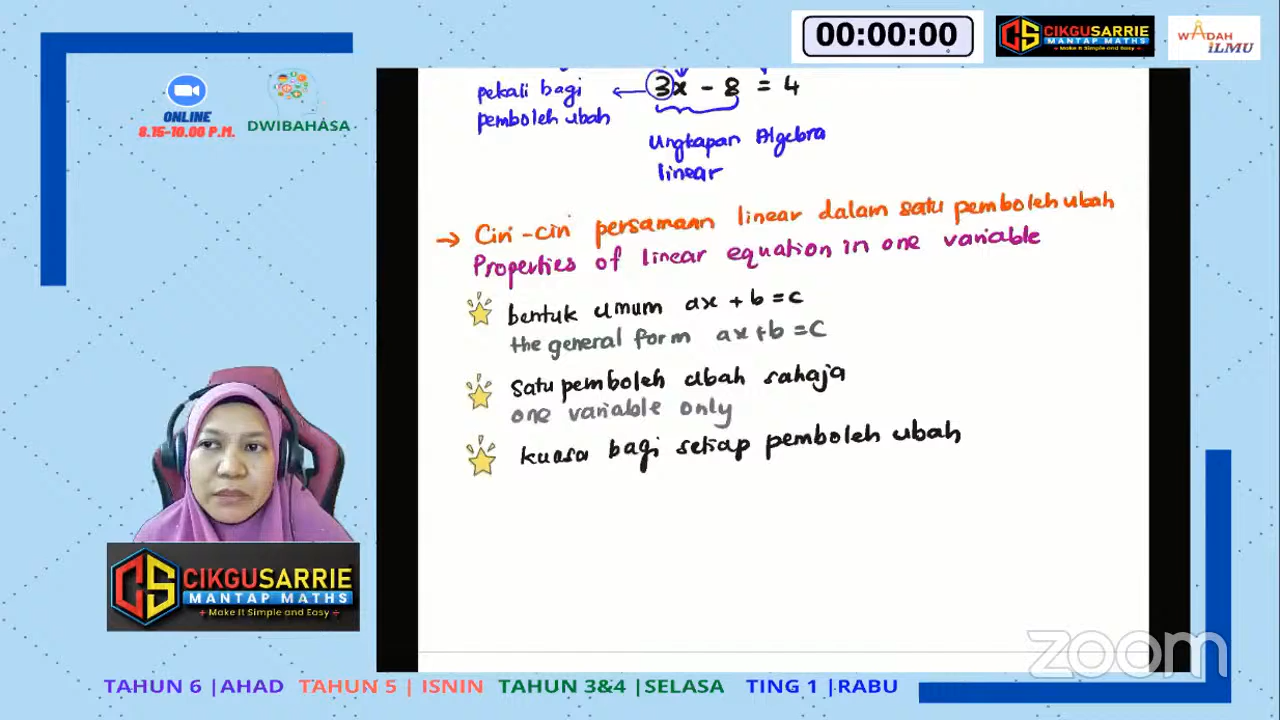 00:00:00
CS CIKGUSARRIE
MANTAP MATHS
Make It Simple and Easy
WADAH
iLMU
ONLINE
8.15-10.00 P.M.
DWIBAHASA
pekali bagi
pemboleh ubah
3x - 8 = 4
Ungkapan Algebra
linear
→ Ciri-ciri persamaan linear dalam satu pemboleh ubah
Properties of linear equation in one variable
bentuk umum ax + b = c
the general form ax + b = c
Satu pemboleh ubah sahaja
one variable only
kuasa bagi setiap pemboleh ubah
CS CIKGUSARRIE
MANTAP MATHS
+ Make It Simple and Easy +
zoom
TAHUN 6 |AHAD TAHUN 5 | ISNIN TAHUN 3&4 |SELASA TING 1 |RABU